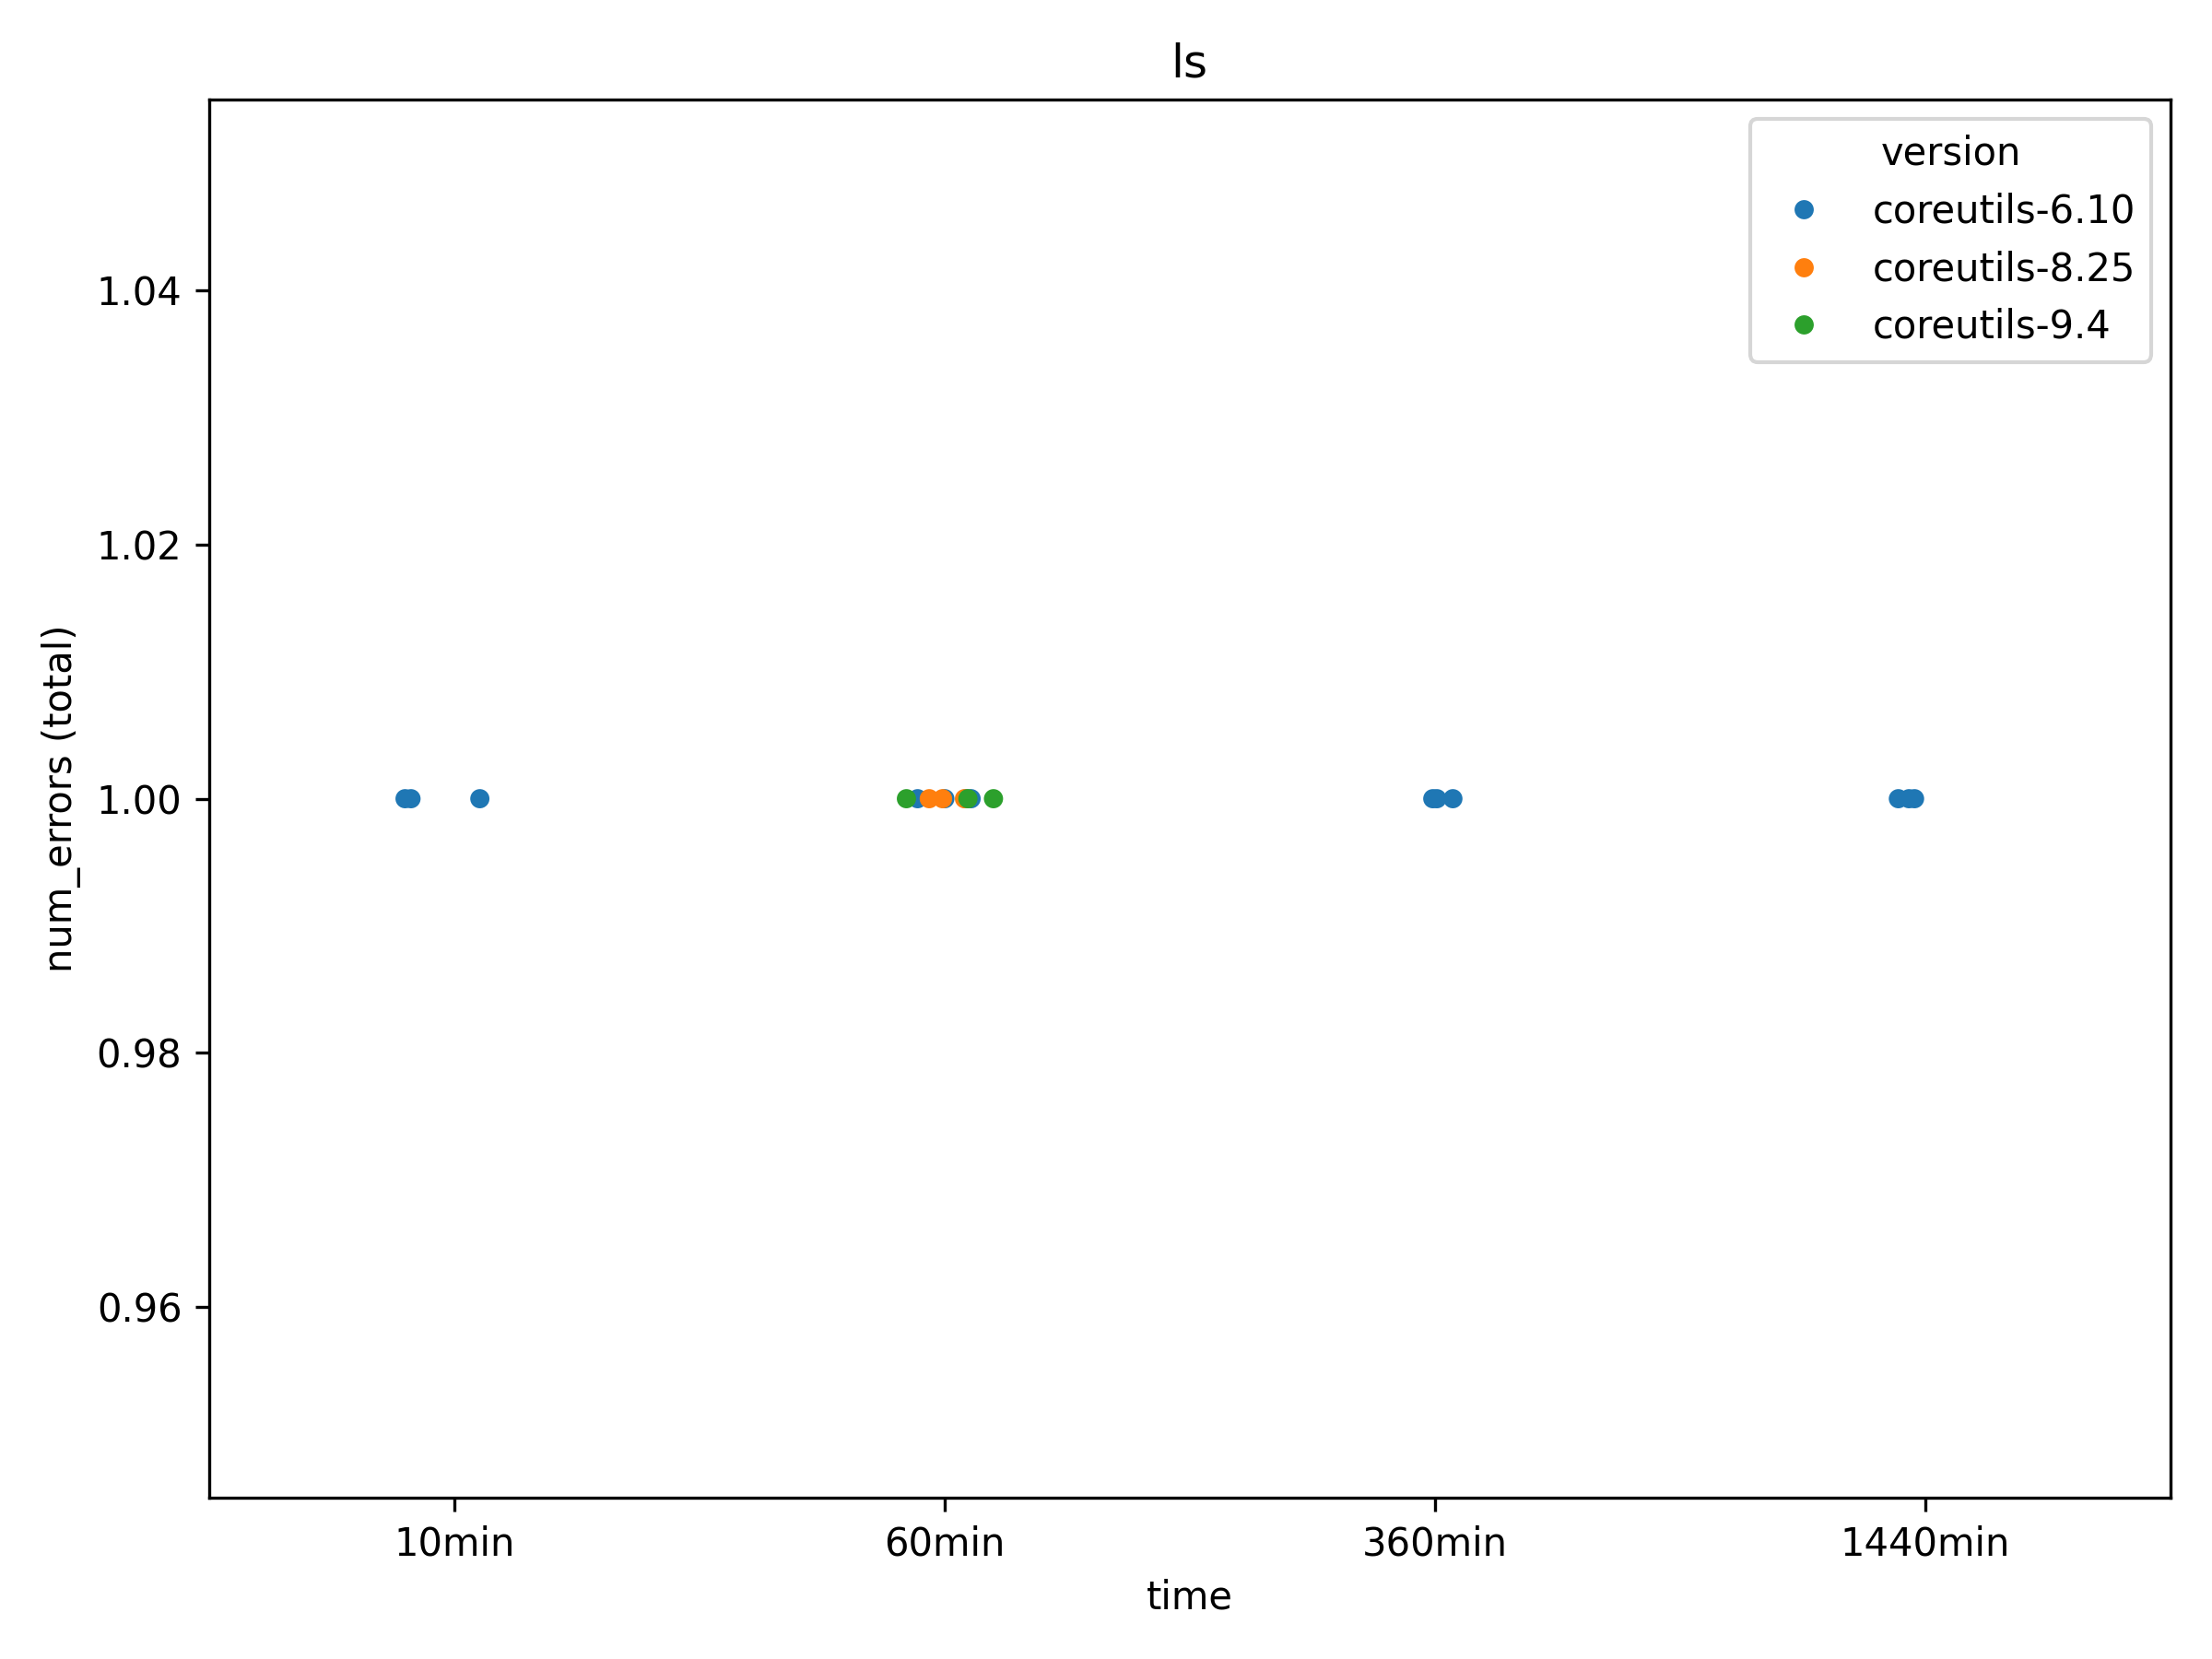 ls
version
coreutils-6.10
coreutils-8.25
coreutils-9.4
num_errors (total)
1.04
1.02
1.00
0.98
0.96
10min
60min
360min
1440min
time